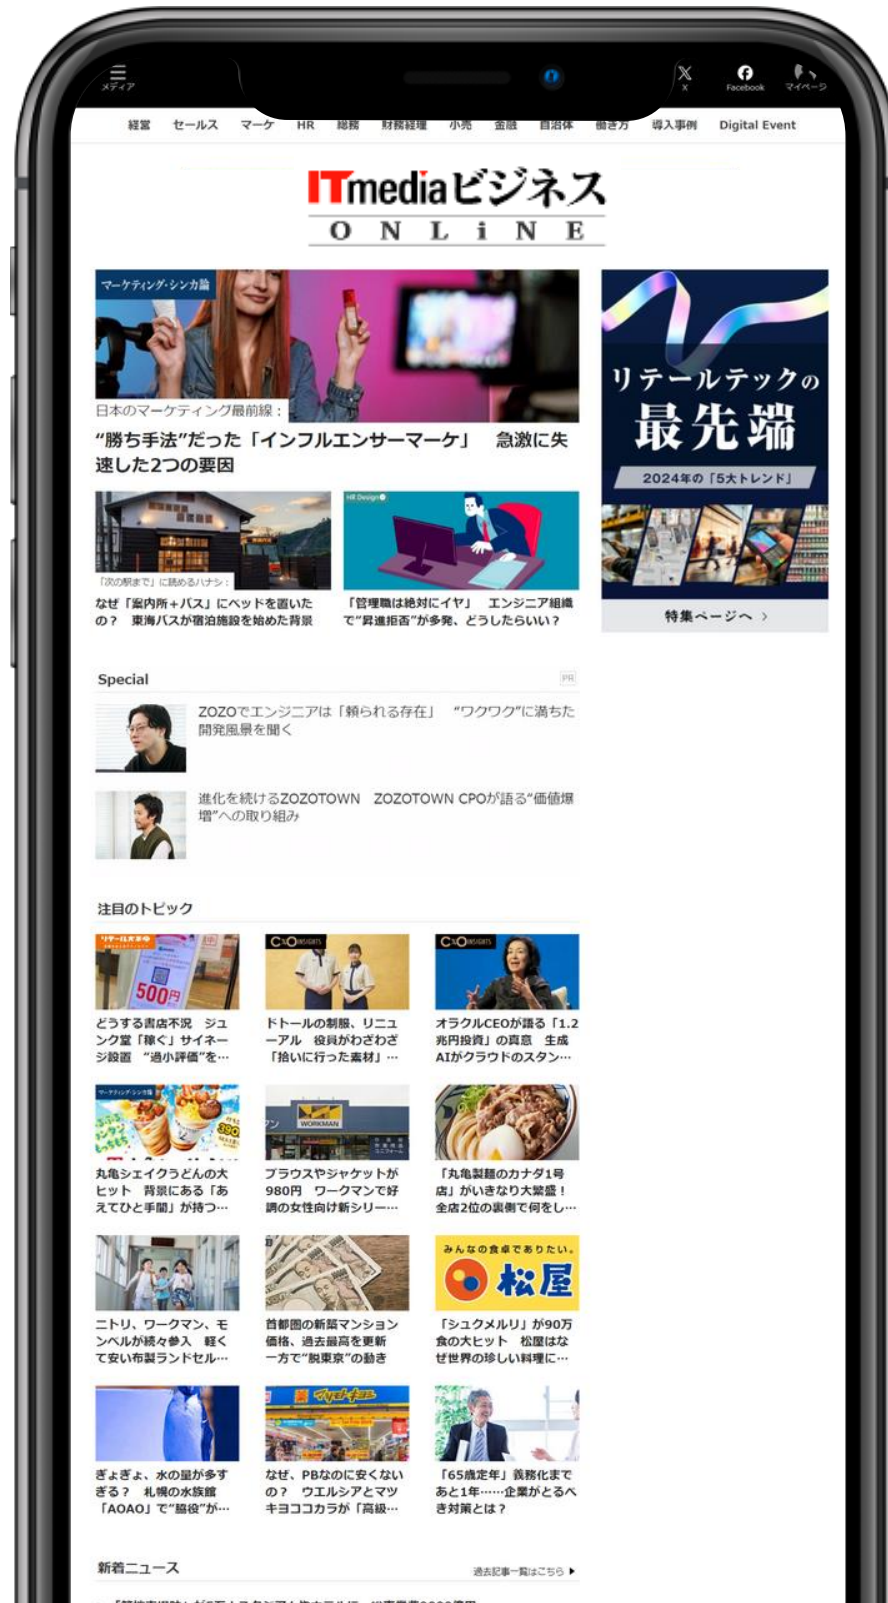 メディア
X
Facebook
マイページ
経営 セールス マーケ HR 総務 財務経理 小売 金融 自治体 働き方 導入事例 Digital Event
ITmediaビジネス
ONLiNE
マーケティング・シンカ論
日本のマーケティング最前線：
“勝ち手法”だった「インフルエンサーマーケ」 急激に失
速した2つの要因
「次の駅まで」に読めるハナシ：
なぜ「案内所＋バス」にベッドを置いた
の？ 東海バスが宿泊施設を始めた背景
HR Design
「管理職は絶対にイヤ」 エンジニア組織
で“昇進拒否”が多発、どうしたらいい？
リテールテックの
最先端
2024年の「5大トレンド」
特集ページへ ＞
Special
PR
ZOZOでエンジニアは「頼られる存在」 “ワクワク”に満ちた
開発風景を聞く
進化を続けるZOZOTOWN ZOZOTOWN CPOが語る“価値爆
増”への取り組み
注目のトピック
リテール大革命
500円
どうする書店不況 ジュ
ンク堂「稼ぐ」サイネー
ジ設置 “過小評価”を…
CXO INSIGHTS
ドトールの制服、リニュ
ーアル 役員がわざわざ
「拾いに行った素材」…
CXO INSIGHTS
オラクルCEOが語る「1.2
兆円投資」の真意 生成
AIがクラウドのスタン…
マーケティング・シンカ論
390
丸亀シェイクうどんの大
ヒット 背景にある「あ
えてひと手間」が持つ…
WORKMAN
ブラウスやジャケットが
980円 ワークマンで好
調の女性向け新シリー…
「丸亀製麺のカナダ1号
店」がいきなり大繁盛！
全店2位の裏側で何をし…
ニトリ、ワークマン、モ
ンベルが続々参入 軽く
て安い布製ランドセル…
首都圏の新築マンション
価格、過去最高を更新
一方で“脱東京”の動き
みんなの食卓でありたい。
松屋
「シュクメルリ」が90万
食の大ヒット 松屋はな
ぜ世界の珍しい料理に…
ぎょぎょ、水の量が多す
ぎる？ 札幌の水族館
「AOAO」で“脇役”が…
薬 マツモトキヨシ
なぜ、PBなのに安くない
の？ ウエルシアとマツ
キヨココカラが「高級…
「65歳定年」義務化まで
あと1年……企業がとるべ
き対策とは？
新着ニュース
過去記事一覧はこちら